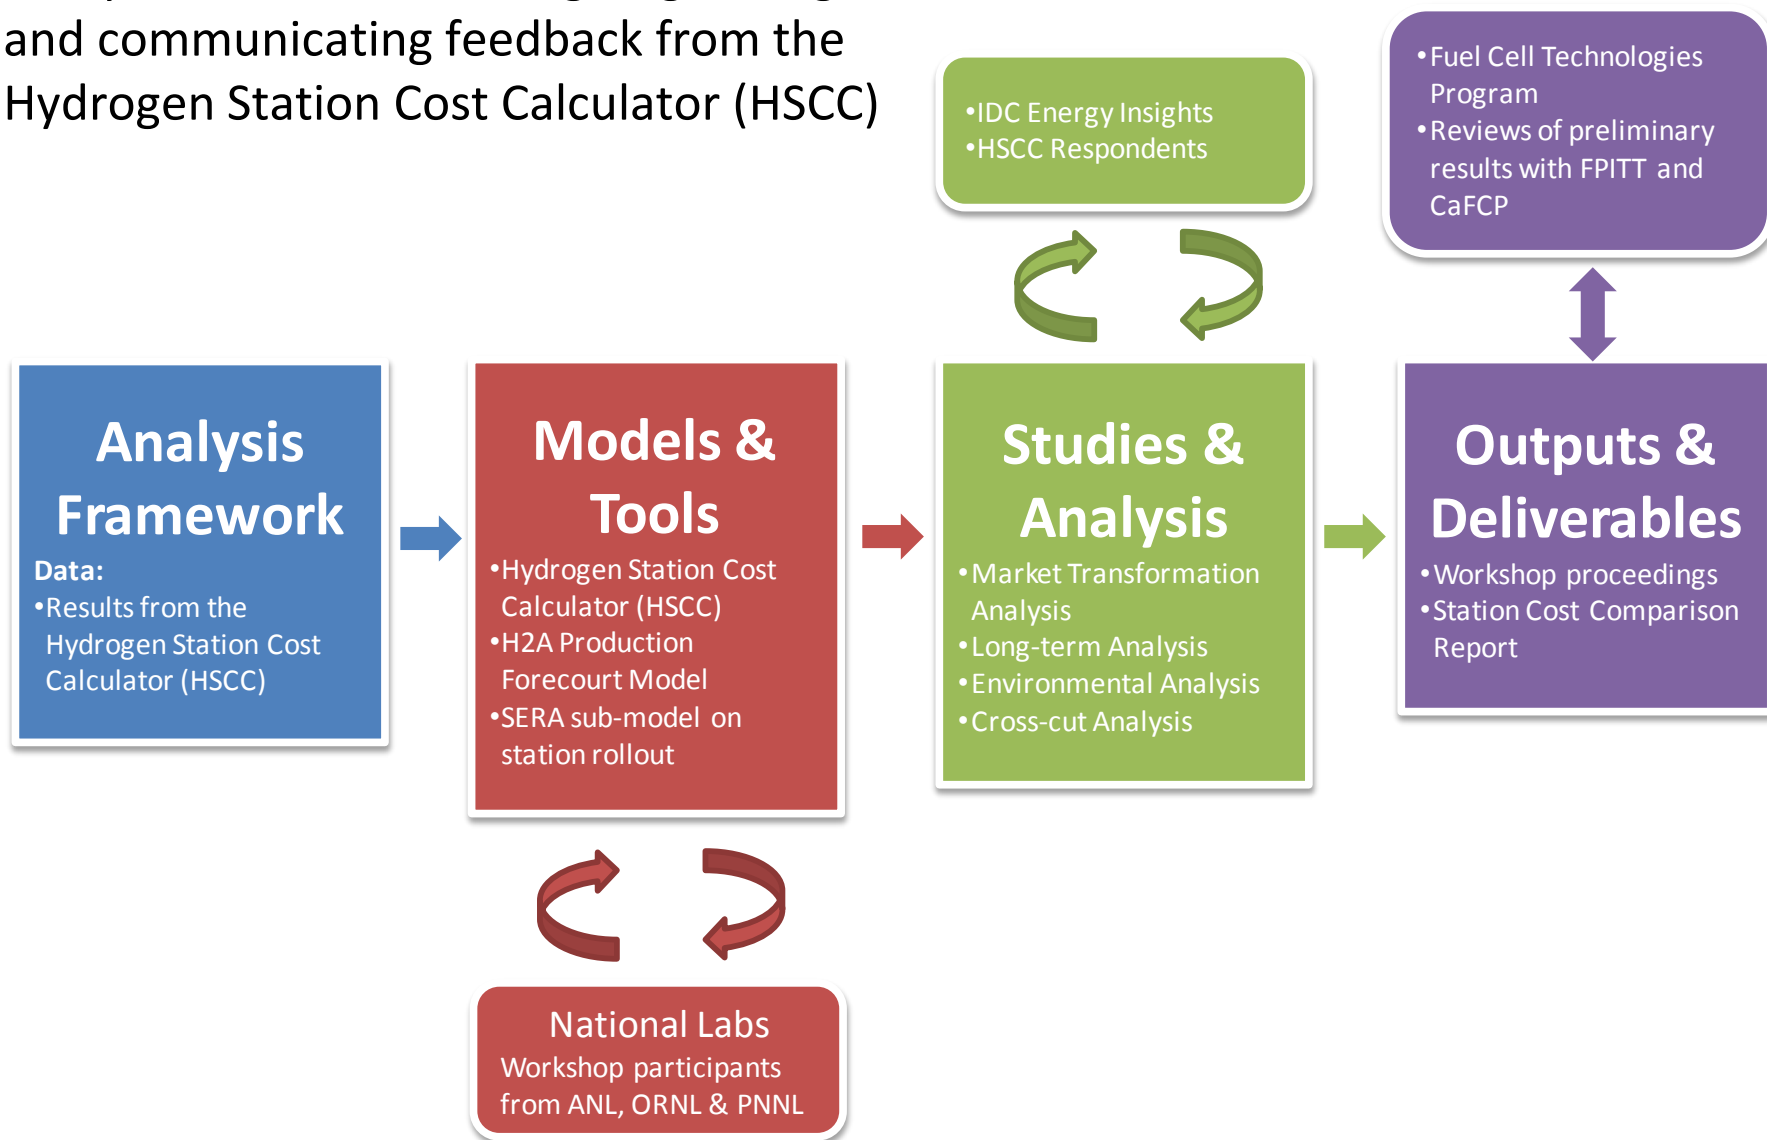 and communicating feedback from the
Hydrogen Station Cost Calculator (HSCC)
•IDC Energy Insights
•HSCC Respondents
•Fuel Cell Technologies
Program
•Reviews of preliminary
results with FPITT and
CaFCP
Analysis
Framework
Data:
•Results from the
Hydrogen Station Cost
Calculator (HSCC)
Models &
Tools
•Hydrogen Station Cost
Calculator (HSCC)
•H2A Production
Forecourt Model
•SERA sub-model on
station rollout
Studies &
Analysis
•Market Transformation
Analysis
•Long-term Analysis
•Environmental Analysis
•Cross-cut Analysis
Outputs &
Deliverables
•Workshop proceedings
•Station Cost Comparison
Report
National Labs
Workshop participants
from ANL, ORNL & PNNL